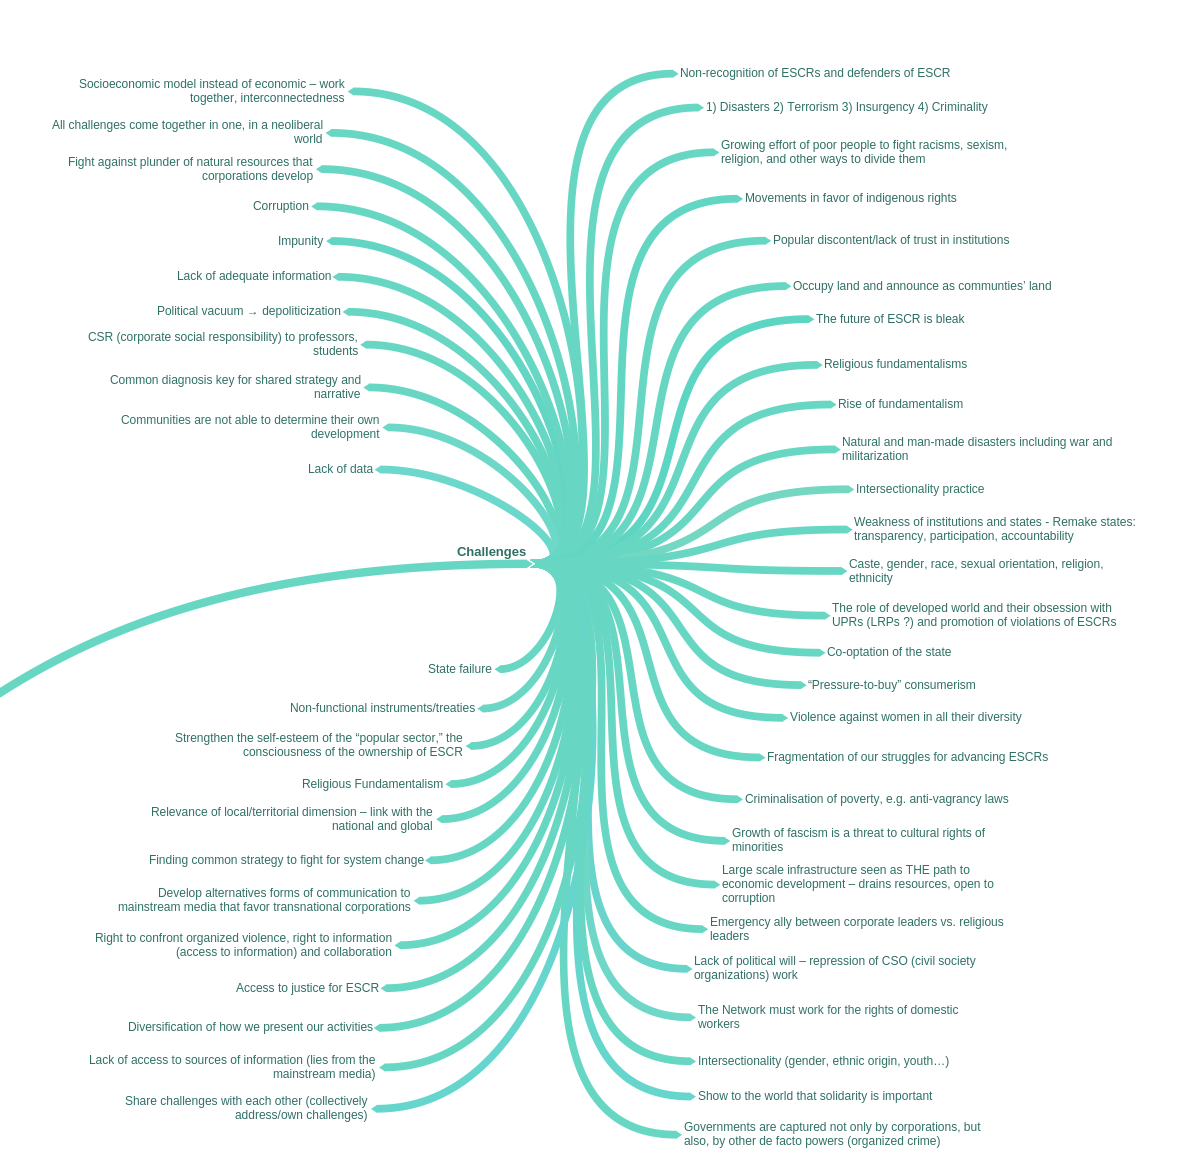 Socioeconomic model instead of economic – work
together, interconnectedness
All challenges come together in one, in a neoliberal
world
Fight against plunder of natural resources that
corporations develop
Corruption
Impunity
Lack of adequate information
Political vacuum → depoliticization
CSR (corporate social responsibility) to professors,
students
Common diagnosis key for shared strategy and
narrative
Communities are not able to determine their own
development
Lack of data
Challenges
State failure
Non-functional instruments/treaties
Strengthen the self-esteem of the “popular sector,” the
consciousness of the ownership of ESCR
Religious Fundamentalism
Relevance of local/territorial dimension – link with the
national and global
Finding common strategy to fight for system change
Develop alternatives forms of communication to
mainstream media that favor transnational corporations
Right to confront organized violence, right to information
(access to information) and collaboration
Access to justice for ESCR
Diversification of how we present our activities
Lack of access to sources of information (lies from the
mainstream media)
Share challenges with each other (collectively
address/own challenges)
Non-recognition of ESCRs and defenders of ESCR
1) Disasters 2) Terrorism 3) Insurgency 4) Criminality
Growing effort of poor people to fight racisms, sexism,
religion, and other ways to divide them
Movements in favor of indigenous rights
Popular discontent/lack of trust in institutions
Occupy land and announce as communties’ land
The future of ESCR is bleak
Religious fundamentalisms
Rise of fundamentalism
Natural and man-made disasters including war and
militarization
Intersectionality practice
Weakness of institutions and states - Remake states:
transparency, participation, accountability
Caste, gender, race, sexual orientation, religion,
ethnicity
The role of developed world and their obsession with
UPRs (LRPs ?) and promotion of violations of ESCRs
Co-optation of the state
“Pressure-to-buy” consumerism
Violence against women in all their diversity
Fragmentation of our struggles for advancing ESCRs
Criminalisation of poverty, e.g. anti-vagrancy laws
Growth of fascism is a threat to cultural rights of
minorities
Large scale infrastructure seen as THE path to
economic development – drains resources, open to
corruption
Emergency ally between corporate leaders vs. religious
leaders
Lack of political will – repression of CSO (civil society
organizations) work
The Network must work for the rights of domestic
workers
Intersectionality (gender, ethnic origin, youth…)
Show to the world that solidarity is important
Governments are captured not only by corporations, but
also, by other de facto powers (organized crime)